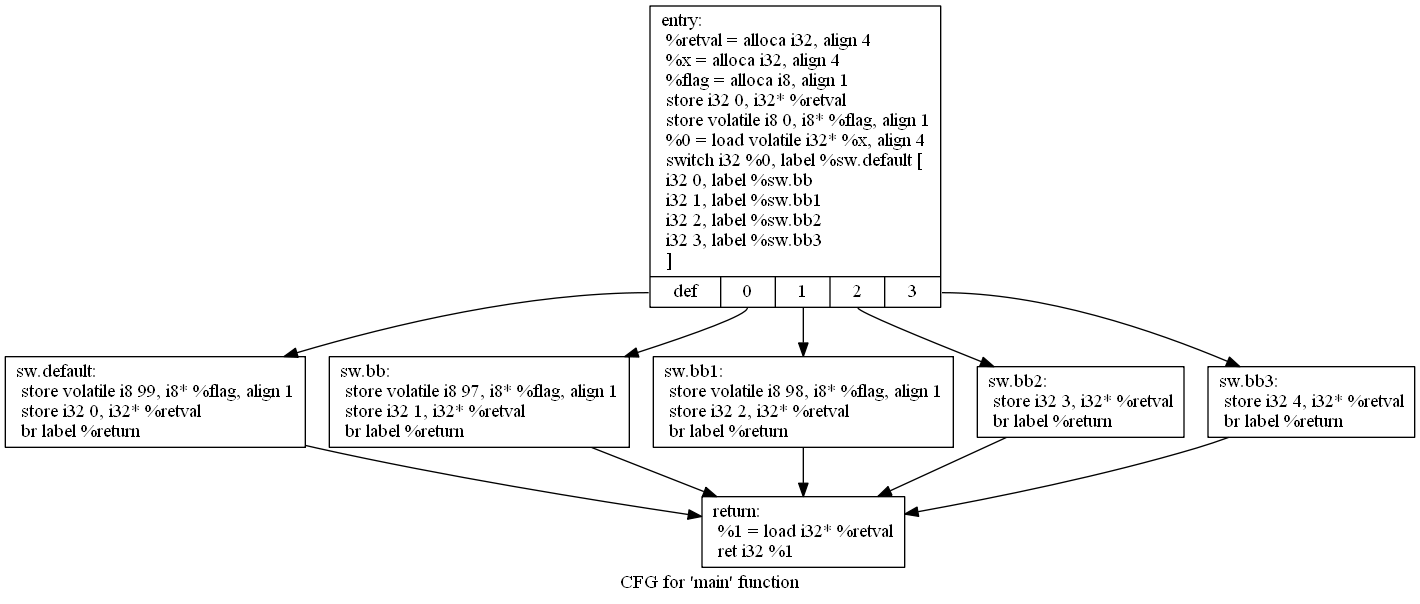 entry:
%retval = alloca i32, align 4
%x = alloca i32, align 4
%flag = alloca i8, align 1
store i32 0, i32* %retval
store volatile i8 0, i8* %flag, align 1
%0 = load volatile i32* %x, align 4
switch i32 %0, label %sw.default [
i32 0, label %sw.bb
i32 1, label %sw.bb1
i32 2, label %sw.bb2
i32 3, label %sw.bb3
]
def 0 1 2 3
sw.default:
store volatile i8 99, i8* %flag, align 1
store i32 0, i32* %retval
br label %return
sw.bb:
store volatile i8 97, i8* %flag, align 1
store i32 1, i32* %retval
br label %return
sw.bb1:
store volatile i8 98, i8* %flag, align 1
store i32 2, i32* %retval
br label %return
sw.bb2:
store i32 3, i32* %retval
br label %return
sw.bb3:
store i32 4, i32* %retval
br label %return
return:
%1 = load i32* %retval
ret i32 %1
CFG for 'main' function